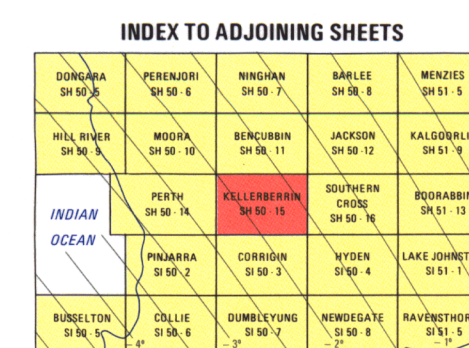 INDEX TO ADJOINING SHEETS
DONGARA
SH 50 - 5
PERENJORI
SH 50 - 6
NINGHAN
SH 50 - 7
BARLEE
SH 50 - 8
MENZIES
SH 51 - 5
HILL RIVER
SH 50 - 9
MOORA
SH 50 - 10
BENCUBBIN
SH 50 - 11
JACKSON
SH 50 -12
KALGOORLI
SH 51 - 9
INDIAN
OCEAN
PERTH
SH 50 - 14
KELLERBERRIN
SH 50 - 15
SOUTHERN
CROSS
SH 50 - 16
BOORABBIN
SH 51 - 13
PINJARRA
SI 50 - 2
CORRIGIN
SI 50 - 3
HYDEN
SI 50 - 4
LAKE JOHNST
SI 51 - 1
BUSSELTON
SI 50 - 5
COLLIE
SI 50 - 6
DUMBLEYUNG
SI 50 - 7
NEWDEGATE
SI 50 - 8
RAVENSTHOR
SI 51 - 5
– 4°
– 3°
– 2°
– 1°